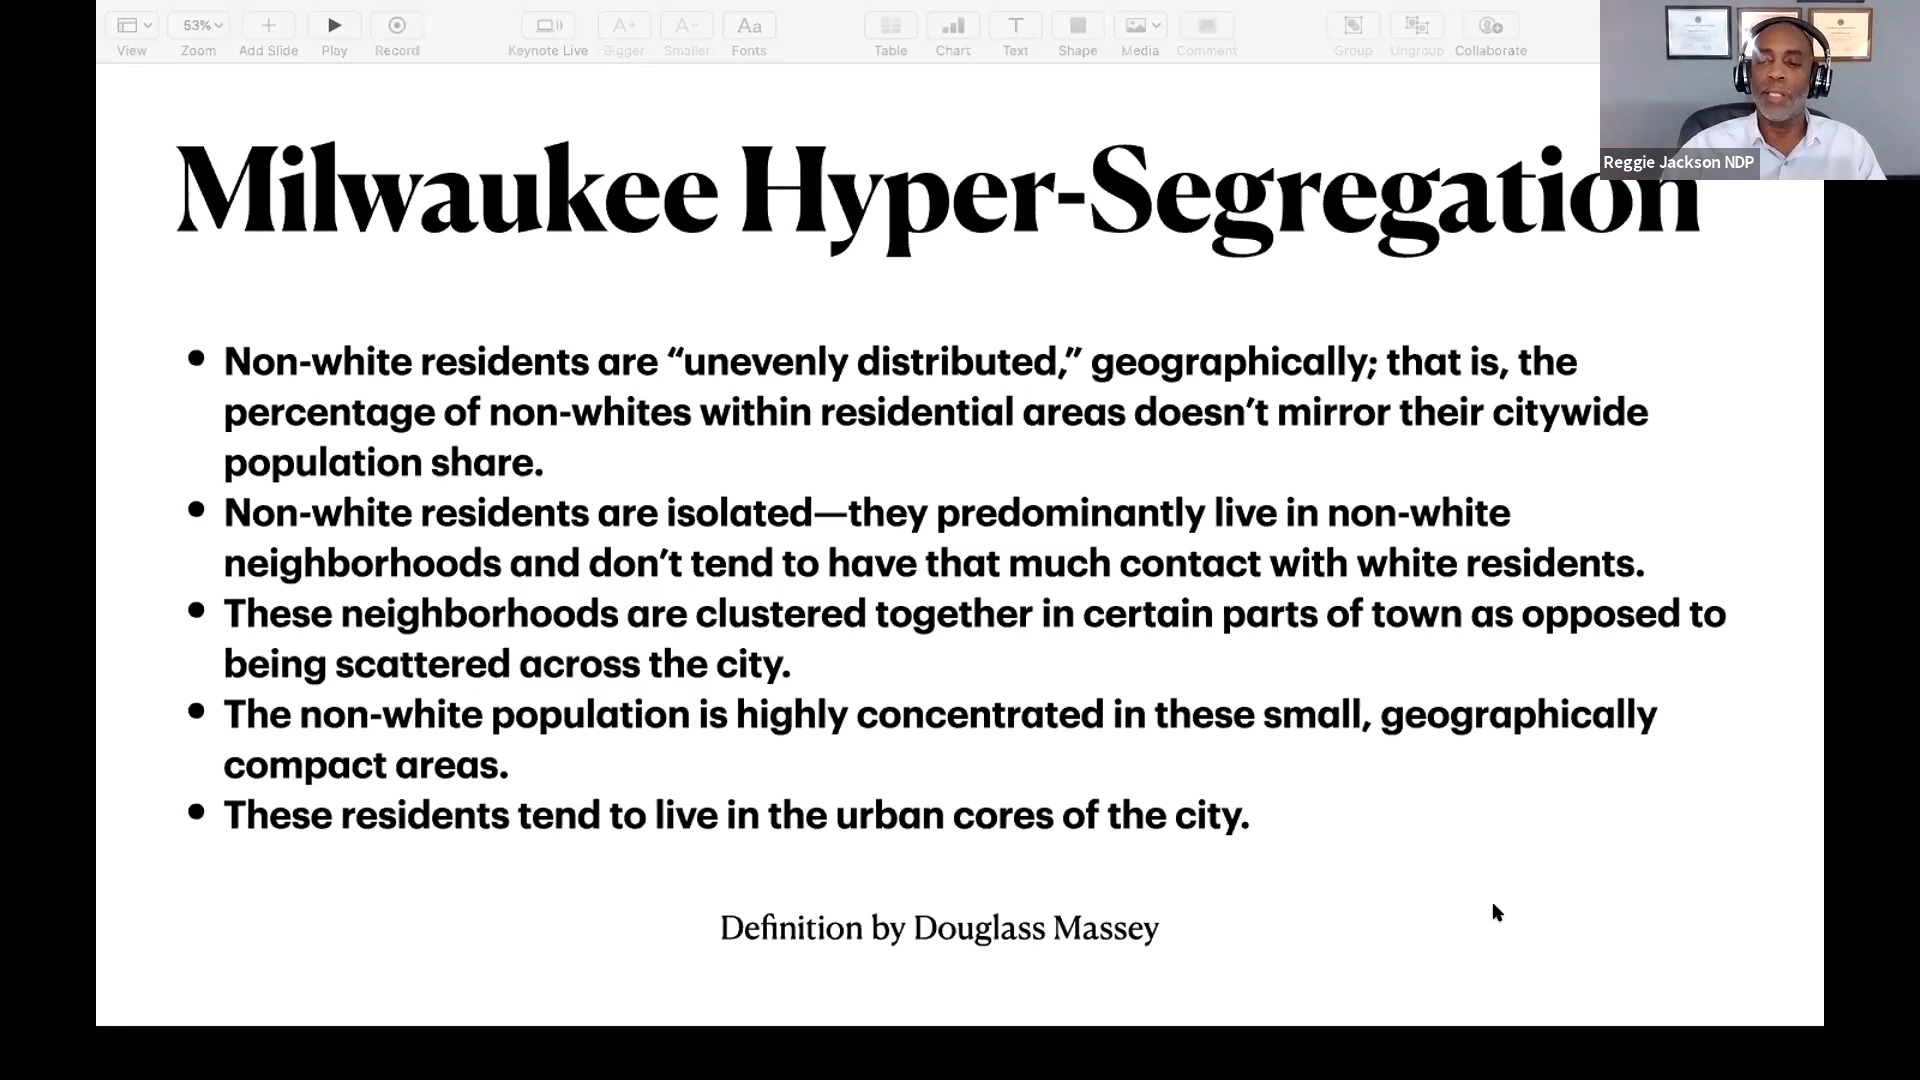 53%
View
Zoom
Add Slide
Play
Record
Keynote Live
A+
Bigger
A-
Smaller
Aa
Fonts
Table
Chart
T
Text
Shape
Media
Comment
Group
Ungroup
Collaborate
Reggie Jackson NDP
Milwaukee Hyper-Segregation
• Non-white residents are “unevenly distributed,” geographically; that is, the
percentage of non-whites within residential areas doesn’t mirror their citywide
population share.
• Non-white residents are isolated—they predominantly live in non-white
neighborhoods and don’t tend to have that much contact with white residents.
• These neighborhoods are clustered together in certain parts of town as opposed to
being scattered across the city.
• The non-white population is highly concentrated in these small, geographically
compact areas.
• These residents tend to live in the urban cores of the city.
Definition by Douglass Massey